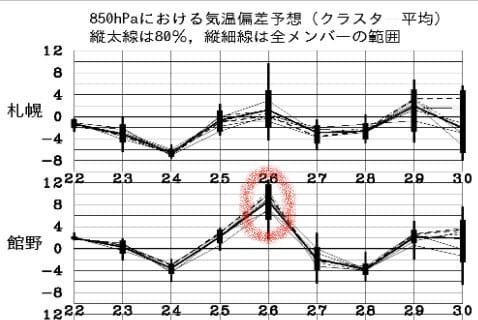 850hPaにおける気温偏差予想(クラスター平均)
縦太線は80%,縦細線は全メンバーの範囲
12
8
4
札幌 0
-4
-8
22 23 24 25 26 27 28 29 30
12
8
4
館野 0
-4
-8
12 22 23 24 25 26 27 28 29 30